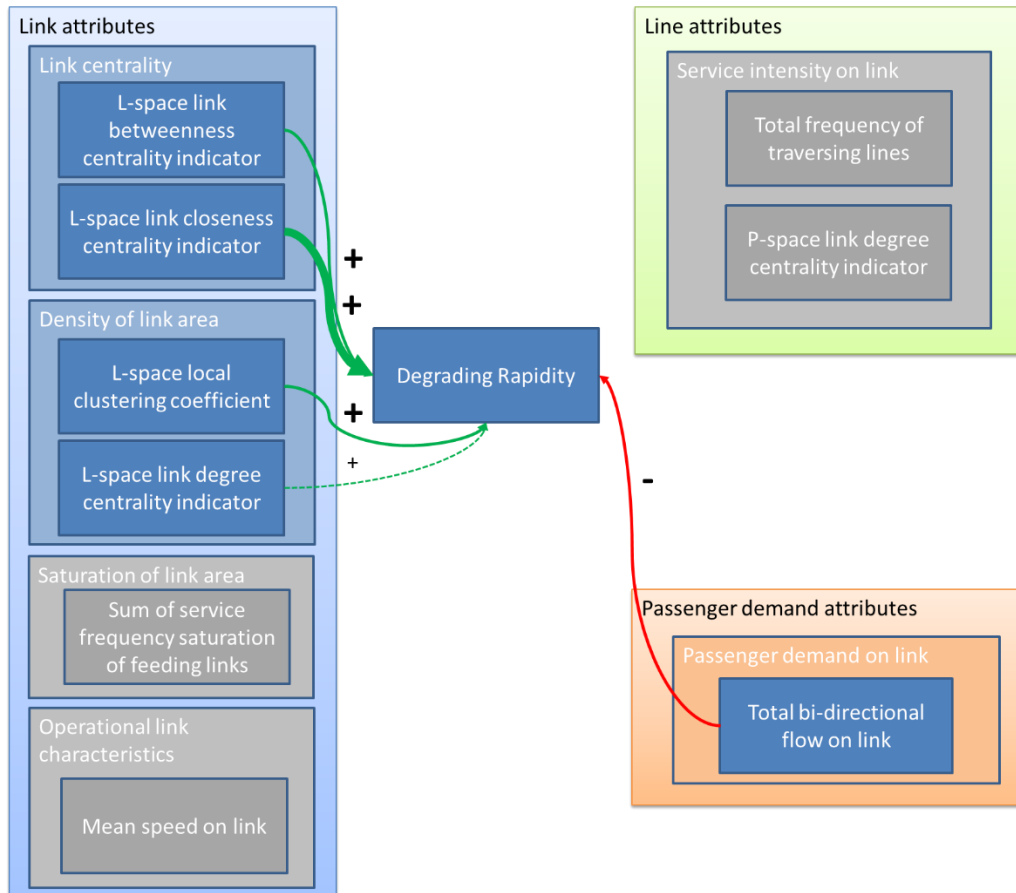 Link attributes
Link centrality
L-space link
betweenness
centrality indicator
L-space link closeness
centrality indicator
Density of link area
L-space local
clustering coefficient
L-space link degree
centrality indicator
Saturation of link area
Sum of service
frequency saturation
of feeding links
Operational link
characteristics
Mean speed on link
+
+
+
+
Degrading Rapidity
-
Line attributes
Service intensity on link
Total frequency of
traversing lines
P-space link degree
centrality indicator
Passenger demand attributes
Passenger demand on link
Total bi-directional
flow on link